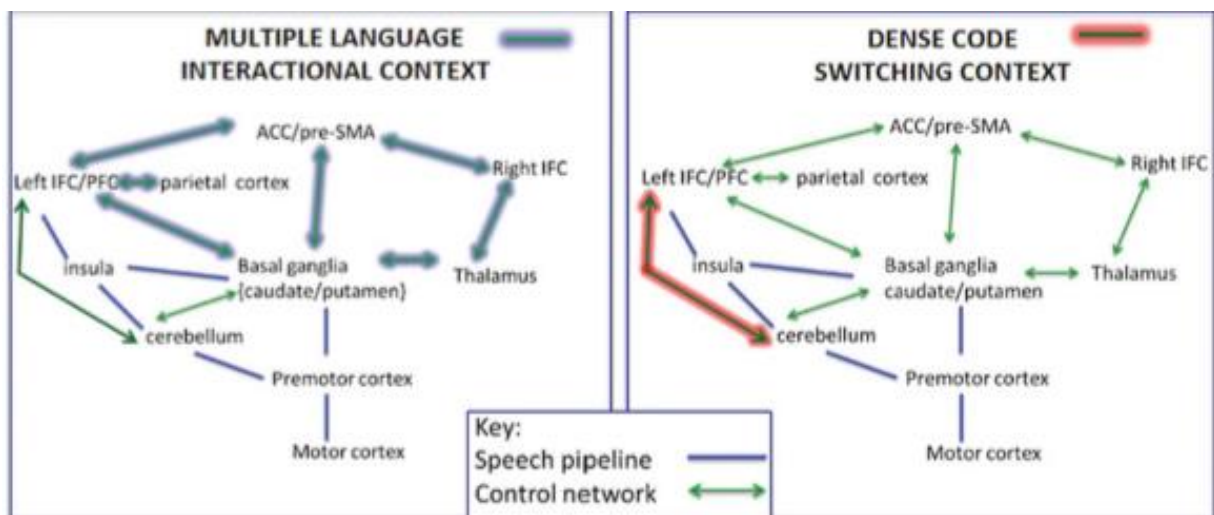 MULTIPLE LANGUAGE
INTERACTIONAL CONTEXT
ACC/pre-SMA
Right IFC
Left IFC/PFC
parietal cortex
insula
Basal ganglia
{caudate/putamen}
Thalamus
cerebellum
Premotor cortex
Motor cortex
DENSE CODE
SWITCHING CONTEXT
ACC/pre-SMA
Right IFC
Left IFC/PFC
parietal cortex
insula
Basal ganglia
caudate/putamen
Thalamus
cerebellum
Premotor cortex
Motor cortex
Key:
Speech pipeline
Control network